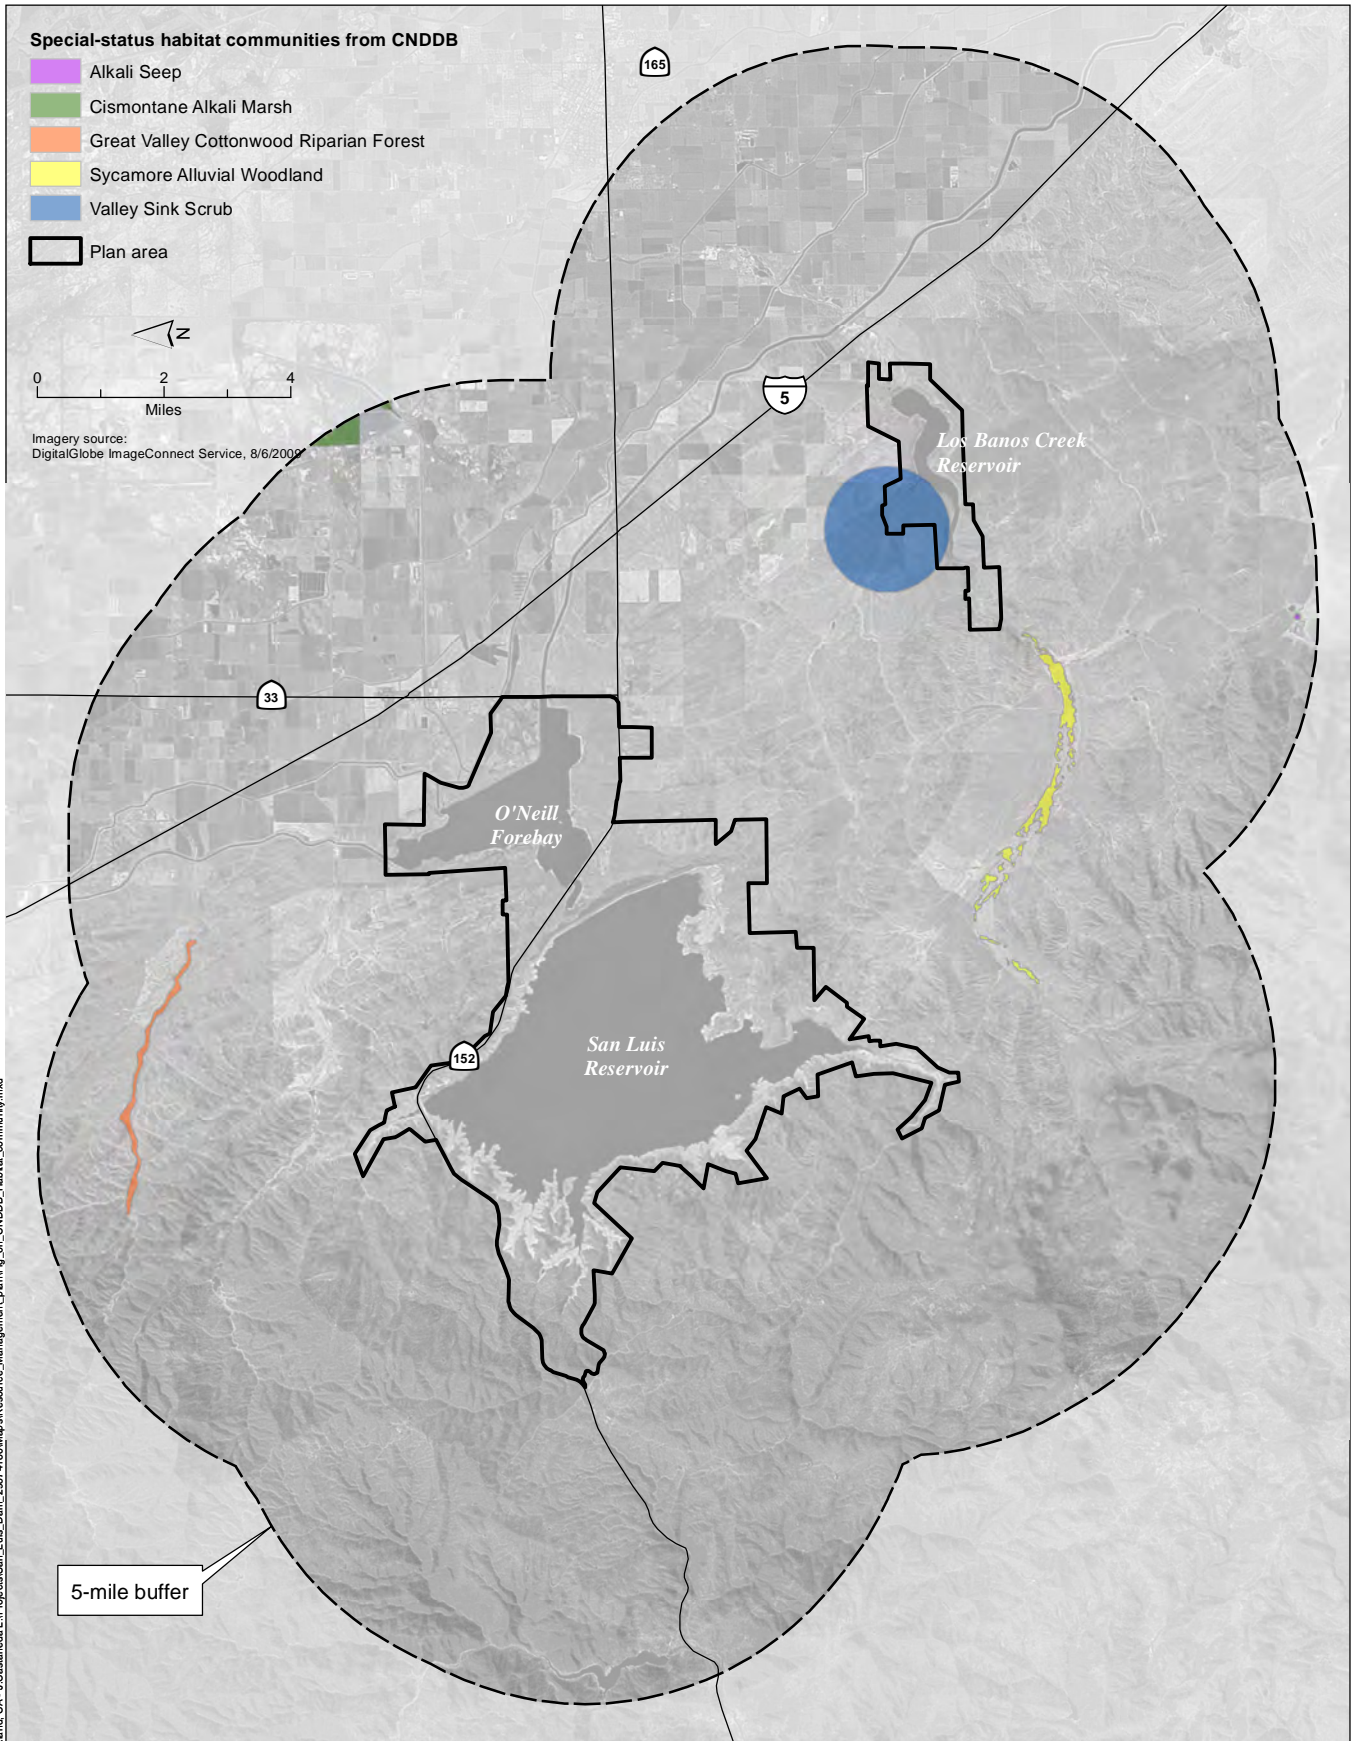 Special-status habitat communities from CNDDB
Alkali Seep
Cismontane Alkali Marsh
Great Valley Cottonwood Riparian Forest
Sycamore Alluvial Woodland
Valley Sink Scrub
Plan area
N
0 2 4
Miles
Imagery source:
DigitalGlobe ImageConnect Service, 8/6/2009
165
5
Los Banos Creek
Reservoir
33
O'Neill
Forebay
152
San Luis
Reservoir
5-mile buffer